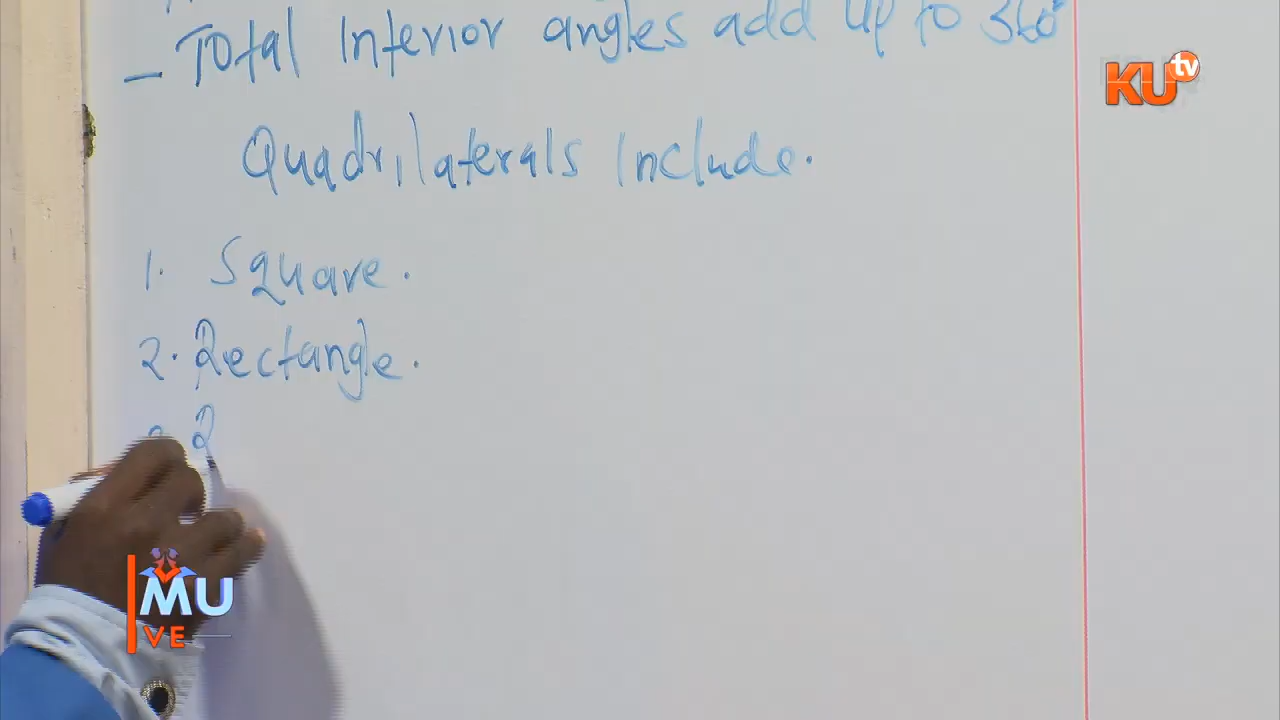 - Total Interior angles add up to 360°
KU tv
Quadrilaterals Include.
1. Square.
2. Rectangle.
MU
VE